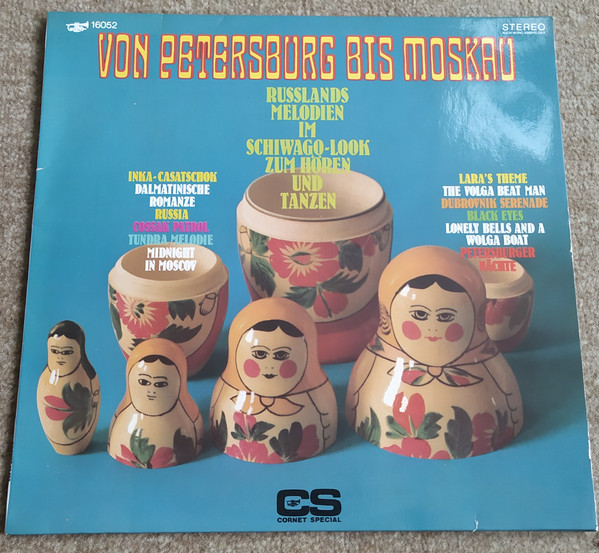 16052
STEREO
VON PETERSBURG BIS MOSKAU
RUSSLANDS
MELODIEN
IM
SCHIWAGO-LOOK
ZUM HÖREN
UND
TANZEN
INKA-CASATSCHOK
DALMATINISCHE
ROMANZE
RUSSIA
COSSAK PATROL
TUNDRA MELODIE
MIDNIGHT
IN MOSCOV
LARA'S THEME
THE VOLGA BEAT MAN
DUBROVNIK SERENADE
BLACK EYES
LONELY BELLS AND A
WOLGA BOAT
PETERSBURGER
NÄCHTE
CS
CORNET SPECIAL